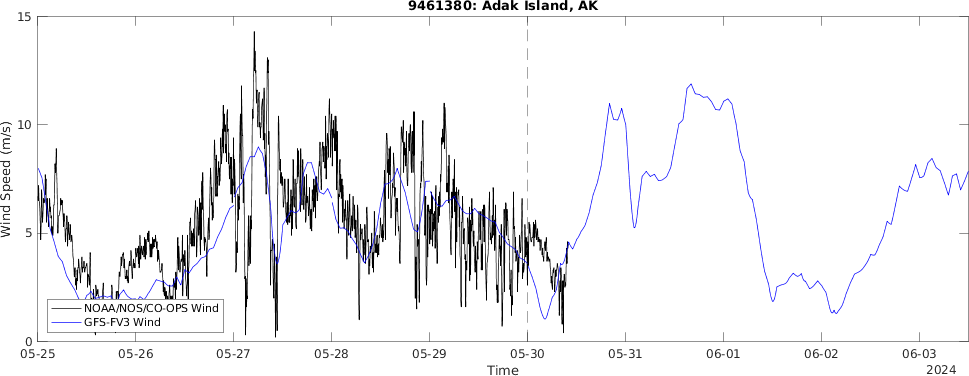 9461380: Adak Island, AK
15
10
5
0
Wind Speed (m/s)
NOAA/NOS/CO-OPS Wind
GFS-FV3 Wind
05-25 05-26 05-27 05-28 05-29 05-30 05-31 06-01 06-02 06-03
Time
2024